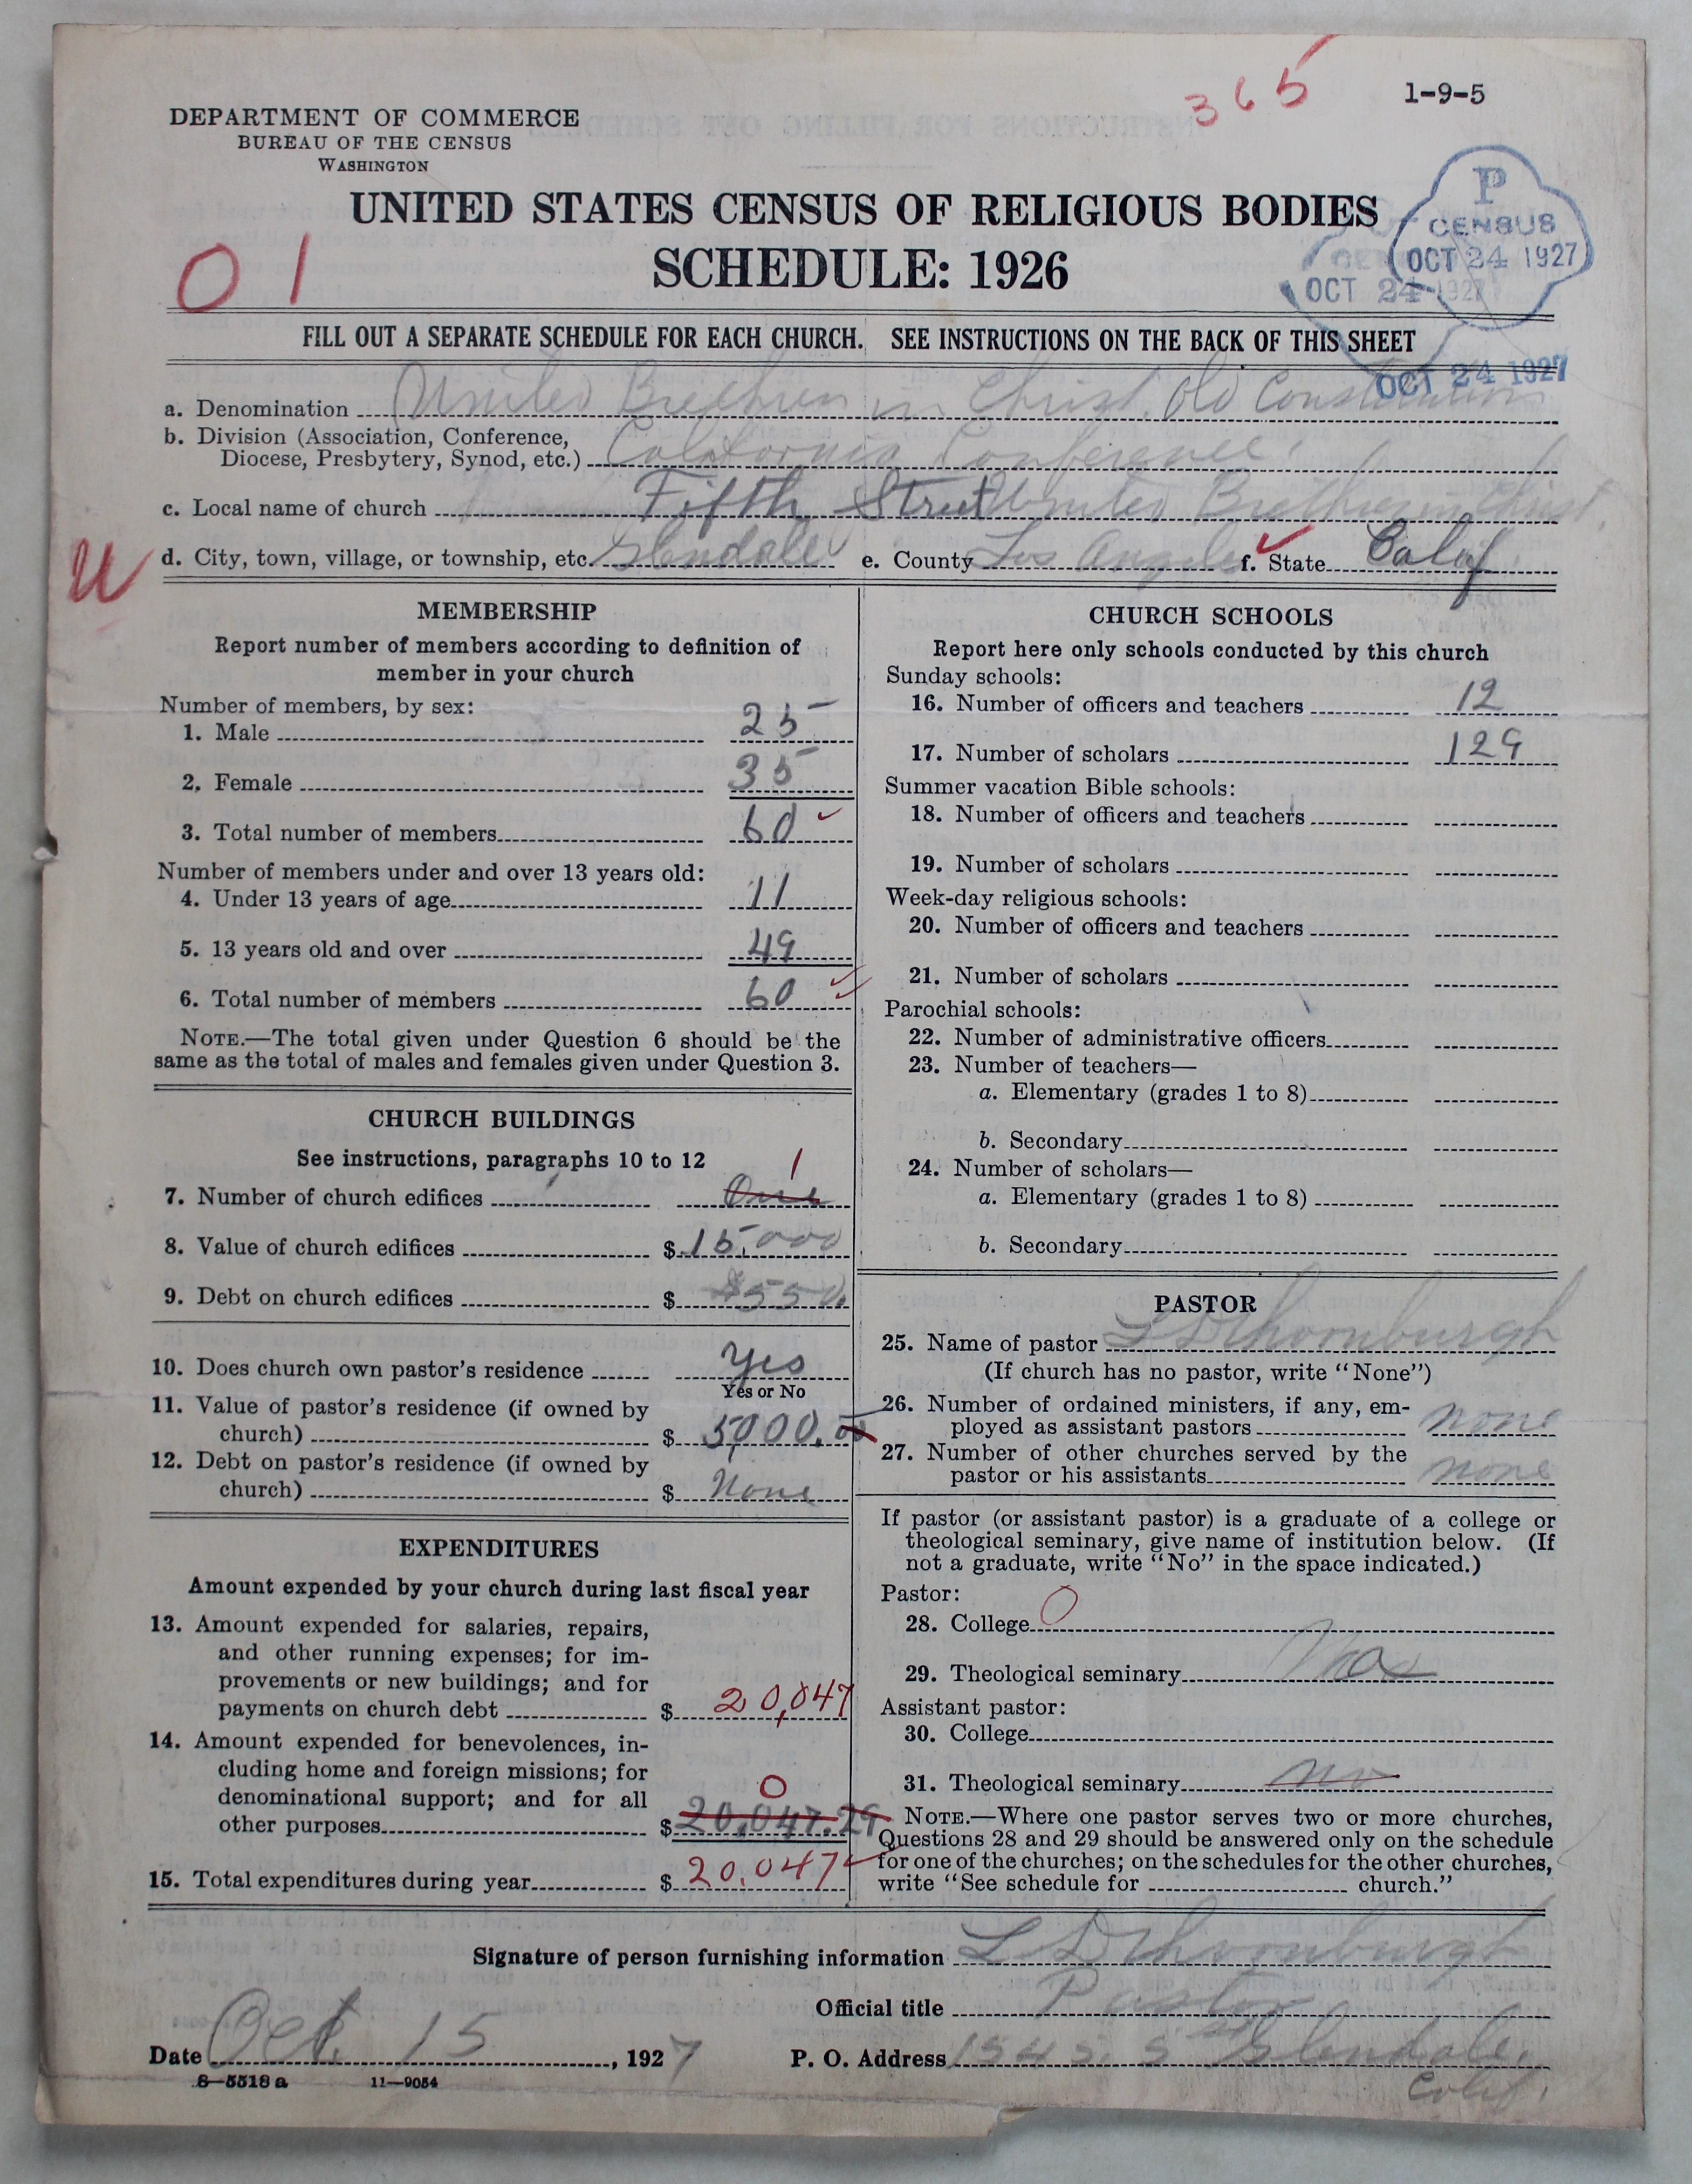 365
1-9-5
DEPARTMENT OF COMMERCE
BUREAU OF THE CENSUS
WASHINGTON
UNITED STATES CENSUS OF RELIGIOUS BODIES
SCHEDULE: 1926
01
P
CENSUS
OCT 24 1927
OCT 24 1927
OCT 24 1927
FILL OUT A SEPARATE SCHEDULE FOR EACH CHURCH. SEE INSTRUCTIONS ON THE BACK OF THIS SHEET
a. Denomination United Brethren in Christ. Old Constitution
b. Division (Association, Conference,
Diocese, Presbytery, Synod, etc.) California Conference.
c. Local name of church Fifth Street United Brethren in Christ.
U
d. City, town, village, or township, etc. Glendale e. County Los Angeles f. State Calif
MEMBERSHIP
Report number of members according to definition of
member in your church
Number of members, by sex:
1. Male 25
2. Female 35
3. Total number of members 60
Number of members under and over 13 years old:
4. Under 13 years of age 11
5. 13 years old and over 49
6. Total number of members 60
NOTE.—The total given under Question 6 should be the
same as the total of males and females given under Question 3.
CHURCH BUILDINGS
See instructions, paragraphs 10 to 12
7. Number of church edifices One 1
8. Value of church edifices $ 15,000
9. Debt on church edifices $
10. Does church own pastor's residence Yes
Yes or No
11. Value of pastor's residence (if owned by
church) $ 5,000.00
12. Debt on pastor's residence (if owned by
church) $ None
EXPENDITURES
Amount expended by your church during last fiscal year
13. Amount expended for salaries, repairs,
and other running expenses; for im-
provements or new buildings; and for
payments on church debt $ 20,047
14. Amount expended for benevolences, in-
cluding home and foreign missions; for
denominational support; and for all 0
other purposes $ 20,047.29
15. Total expenditures during year $ 20,047
CHURCH SCHOOLS
Report here only schools conducted by this church
Sunday schools:
16. Number of officers and teachers 12
17. Number of scholars 129
Summer vacation Bible schools:
18. Number of officers and teachers
19. Number of scholars
Week-day religious schools:
20. Number of officers and teachers
21. Number of scholars
Parochial schools:
22. Number of administrative officers
23. Number of teachers—
a. Elementary (grades 1 to 8)
b. Secondary
24. Number of scholars—
a. Elementary (grades 1 to 8)
b. Secondary
PASTOR
25. Name of pastor L D Thornburgh
(If church has no pastor, write "None")
26. Number of ordained ministers, if any, em-
ployed as assistant pastors none
27. Number of other churches served by the
pastor or his assistants none
If pastor (or assistant pastor) is a graduate of a college or
theological seminary, give name of institution below. (If
not a graduate, write "No" in the space indicated.)
Pastor:
28. College 0
29. Theological seminary No
Assistant pastor:
30. College
31. Theological seminary no
NOTE.—Where one pastor serves two or more churches,
Questions 28 and 29 should be answered only on the schedule
for one of the churches; on the schedules for the other churches,
write "See schedule for church."
Signature of person furnishing information L D Thornburgh
Official title Pastor
Date Oct. 15, 1927 P. O. Address Glendale,
Calif.
8-5518 a 11-9054